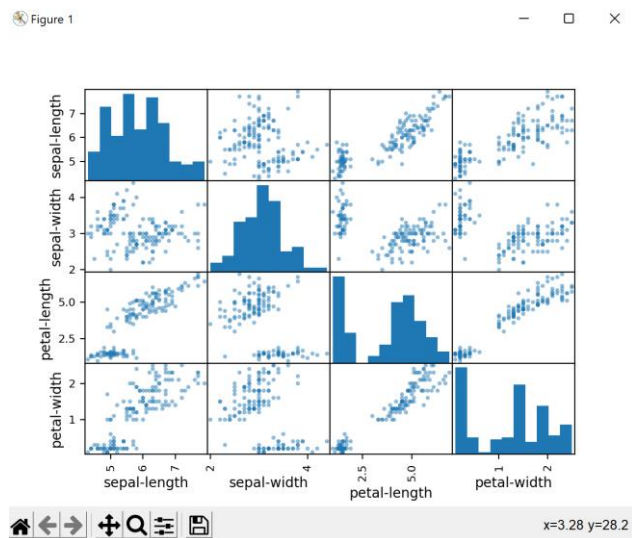 Figure 1
sepal-length
7
6
5
sepal-width
4
3
2
petal-length
5.0
2.5
petal-width
2
1
5 6 7 2 4 2.5 5.0 1 2
sepal-length sepal-width petal-length petal-width
x=3.28 y=28.2